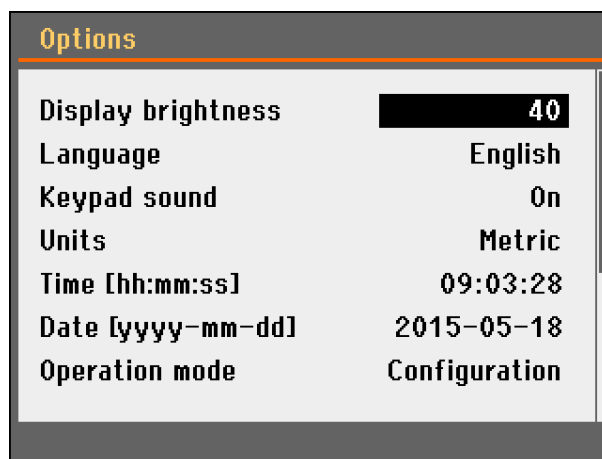 Options
Display brightness 40
Language English
Keypad sound On
Units Metric
Time [hh:mm:ss] 09:03:28
Date [yyyy-mm-dd] 2015-05-18
Operation mode Configuration